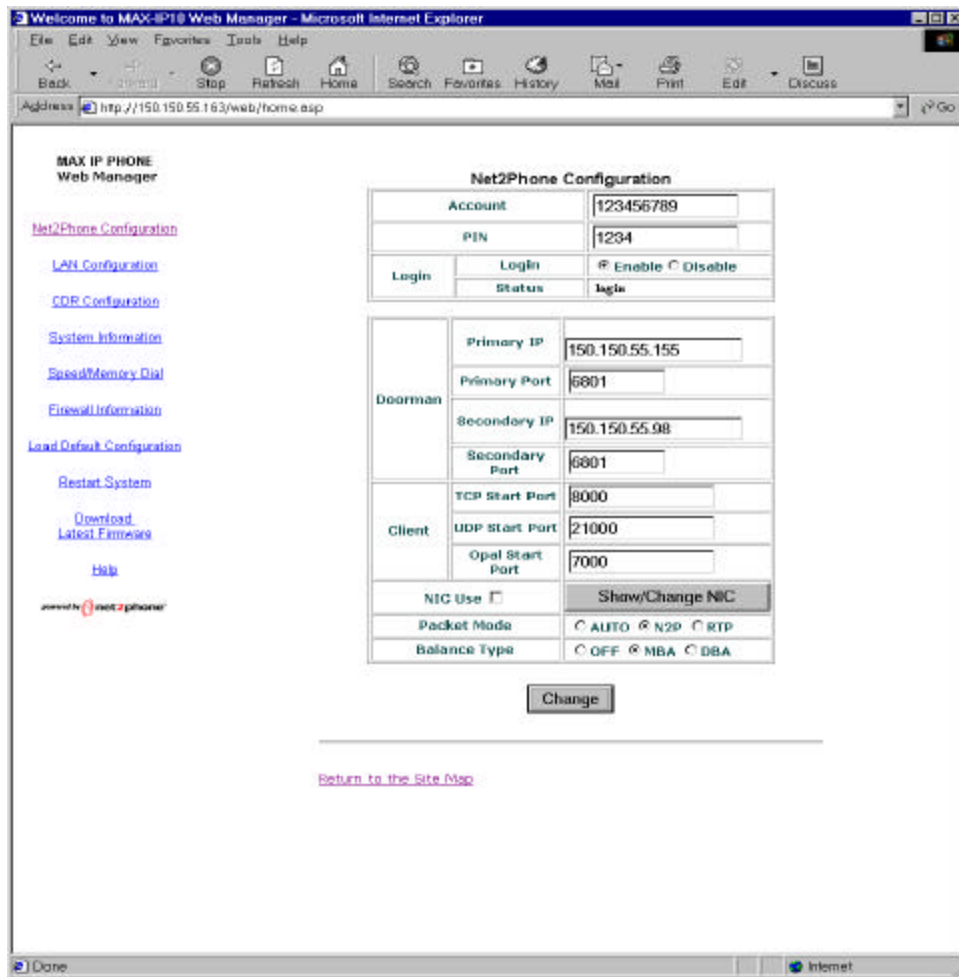 Welcome to MAX-IP10 Web Manager - Microsoft Internet Explorer
File Edit View Favorites Tools Help
Back Forward Stop Refresh Home Search Favorites History Mail Print Edit Discuss
Address http://150.150.55.163/web/home.asp Go
MAX IP PHONE
Web Manager
Net2Phone Configuration
LAN Configuration
CDR Configuration
System Information
Speed/Memory Dial
Firewall Information
Load Default Configuration
Restart System
Download
Latest Firmware
Help
powered by net2phone
Net2Phone Configuration
Account 123456789
PIN 1234
Login
Login Enable Disable
Status login
Doorman
Primary IP 150.150.55.155
Primary Port 6801
Secondary IP 150.150.55.98
Secondary Port 6801
Client
TCP Start Port 8000
UDP Start Port 21000
Opal Start Port 7000
NIC Use Show/Change NIC
Packet Mode AUTO N2P RTP
Balance Type OFF MBA DBA
Change
Return to the Site Map
Done Internet